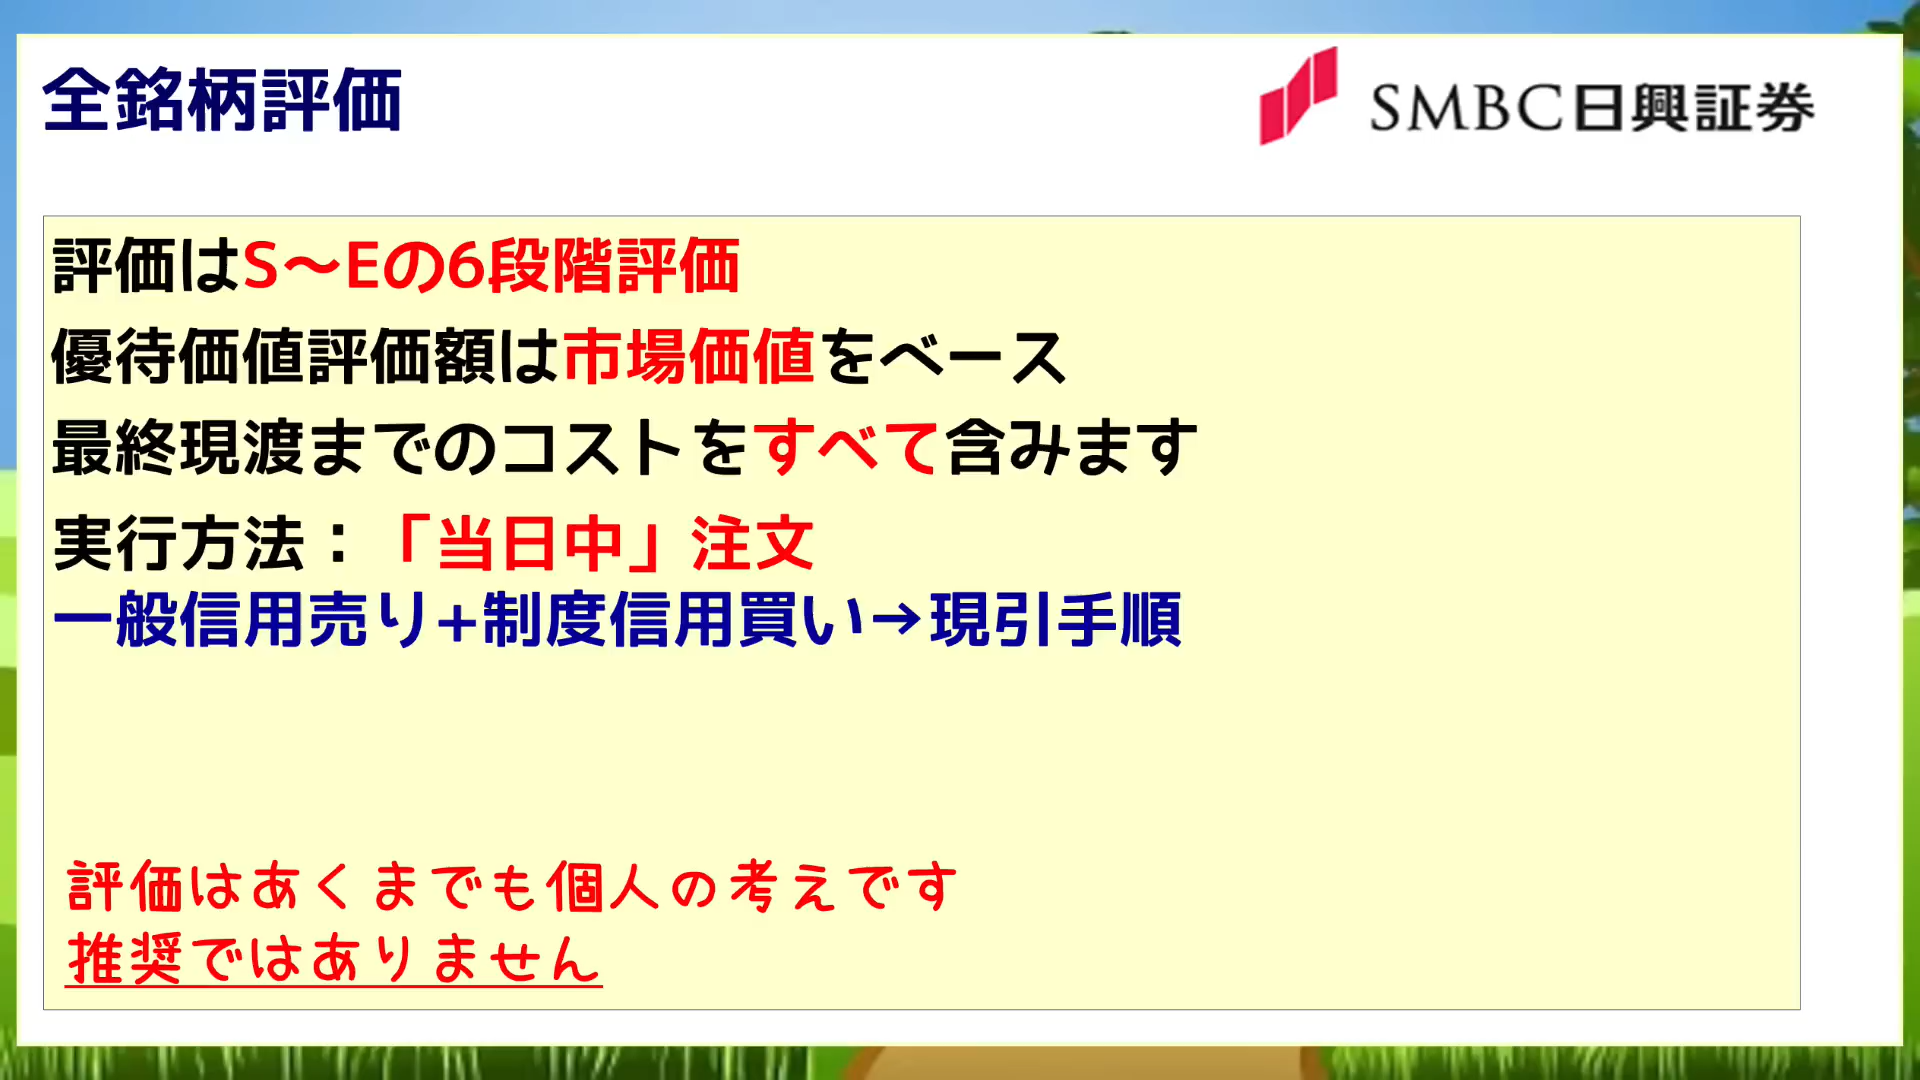 全銘柄評価
SMBC日興証券
評価はS～Eの6段階評価
優待価値評価額は市場価値をベース
最終現渡までのコストをすべて含みます
実行方法：「当日中」注文
一般信用売り+制度信用買い→現引手順
評価はあくまでも個人の考えです
推奨ではありません